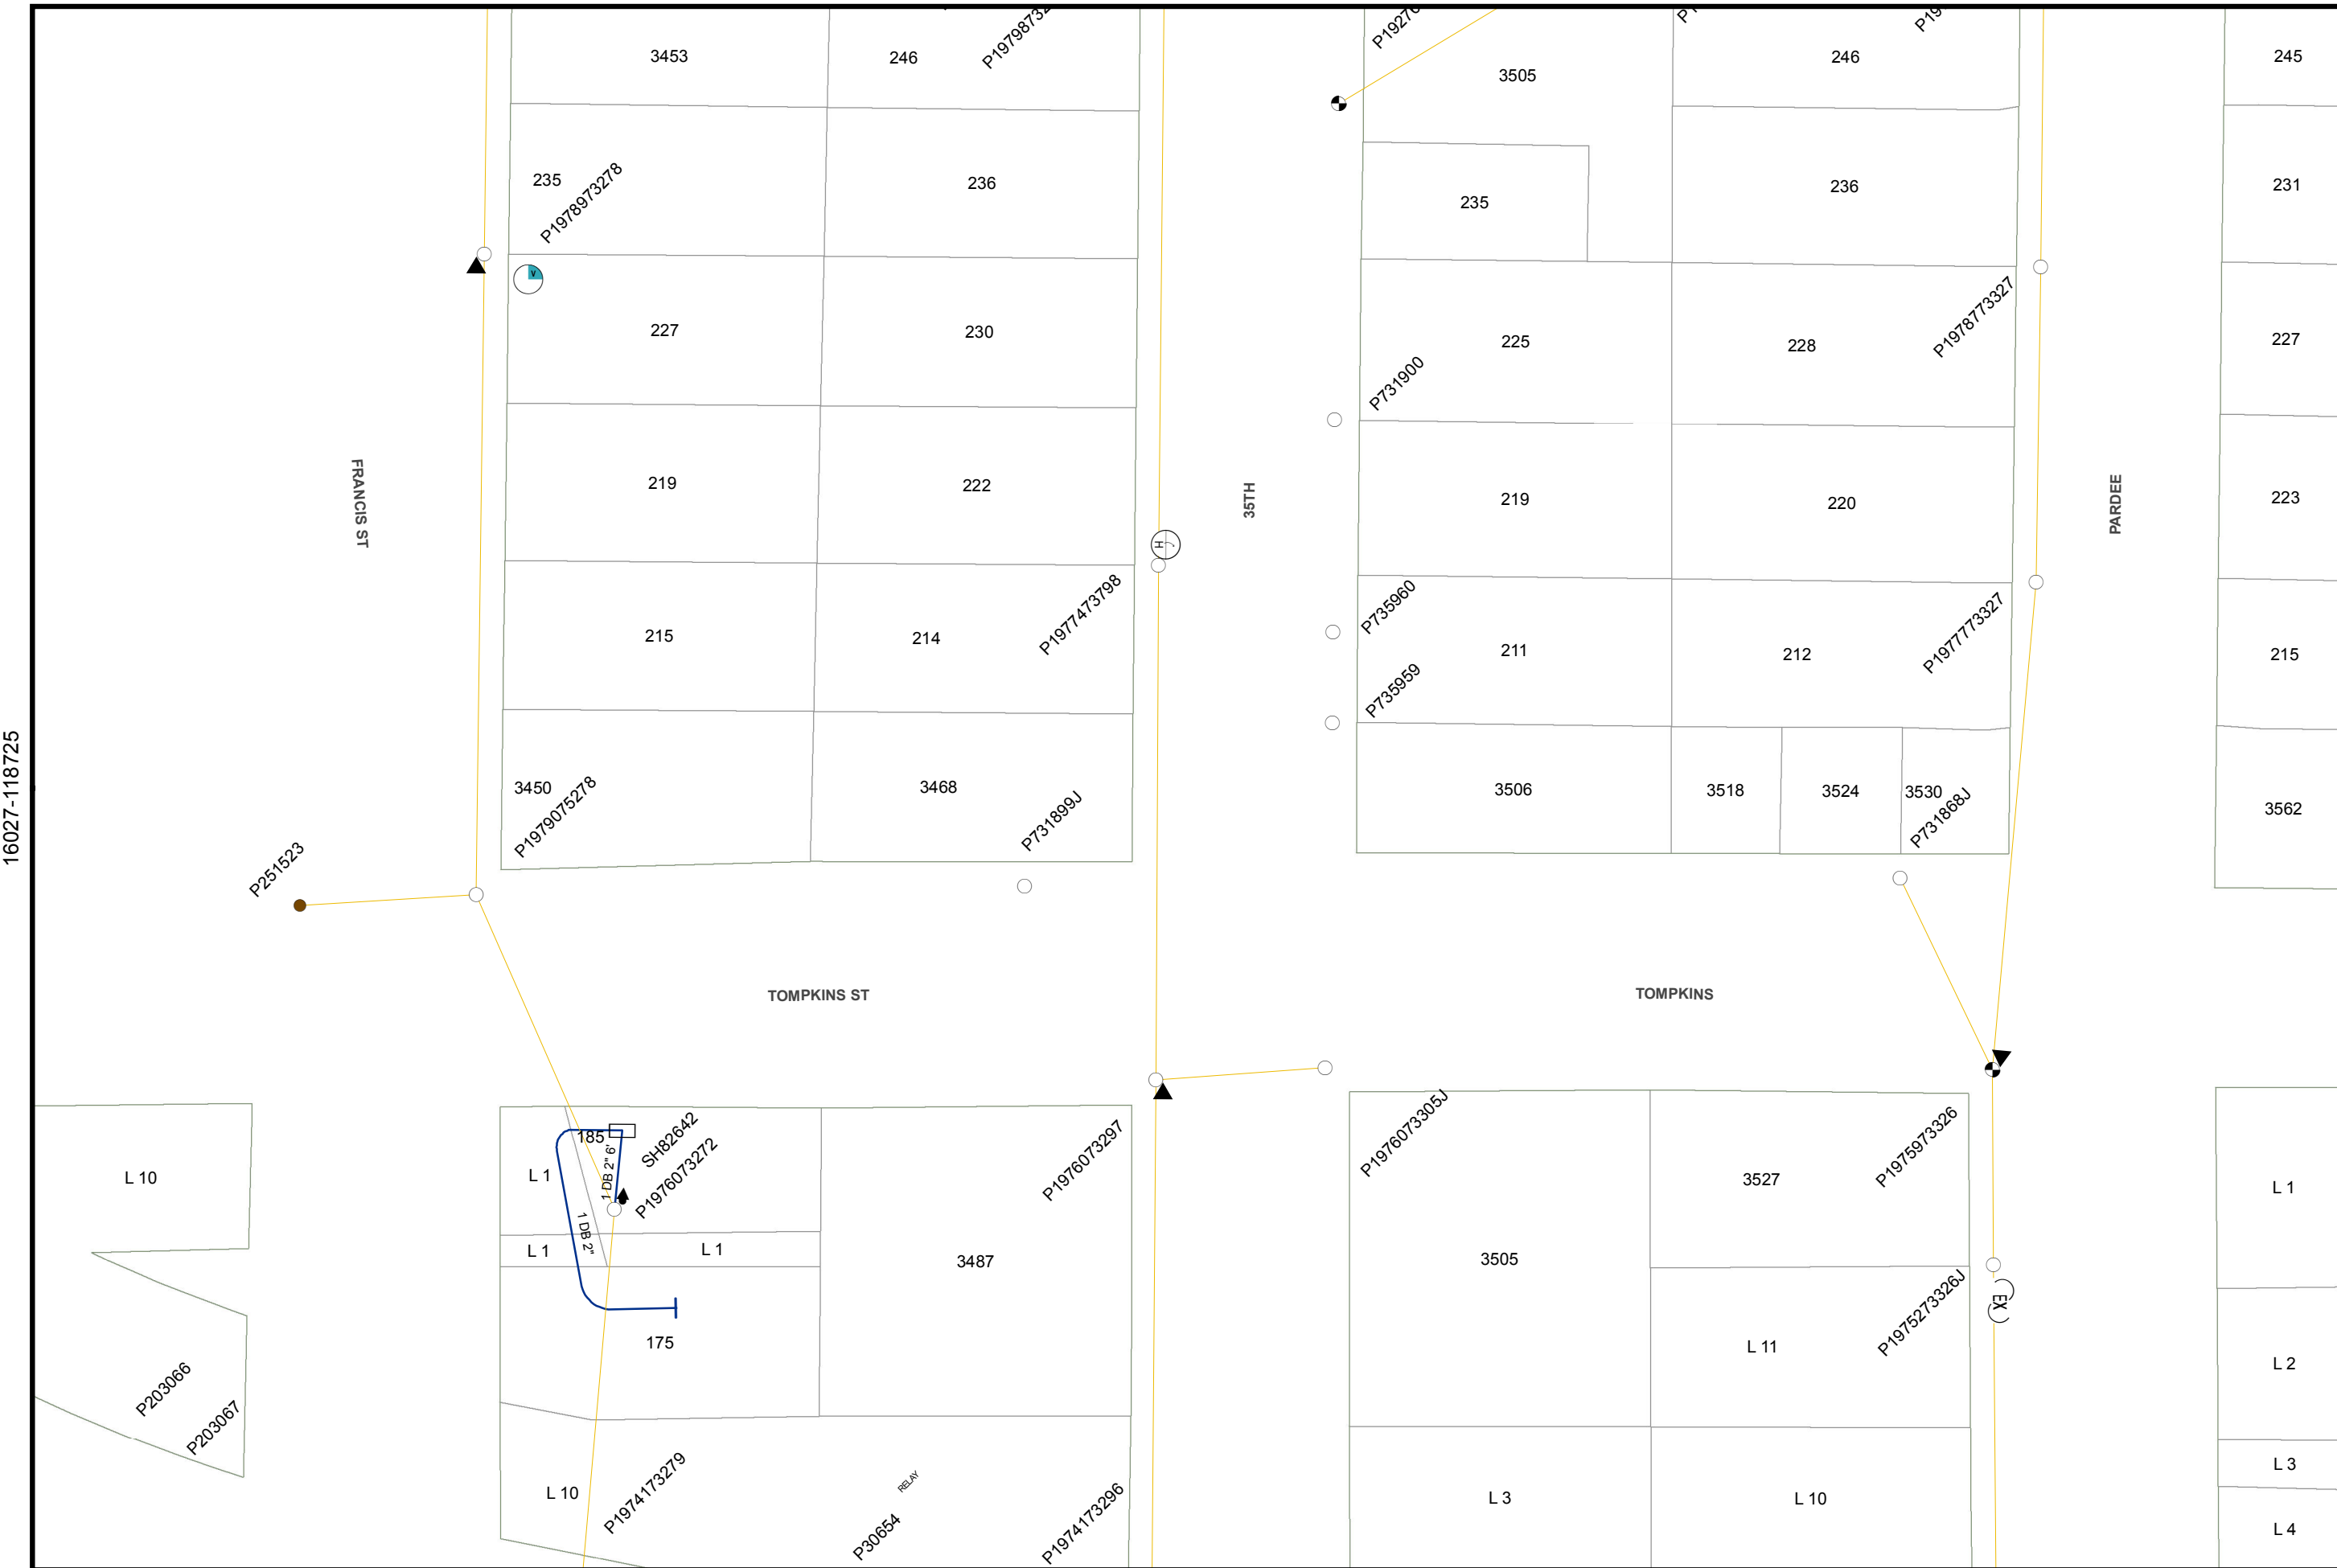 3453
246
3505
246
245
235
P1978973278
236
235
236
231
V
227
230
225
228
P1978773327
227
P731900
FRANCIS ST
219
222
35TH
219
220
PARDEE
223
H
215
214
P1977473798
P735960
211
P735959
212
P1977773327
215
16027-118725
3450
P1979075278
3468
P731899J
3506
3518
3524
3530
P731868J
3562
P251523
TOMPKINS ST
TOMPKINS
L 10
185
L 1
1 DB 2" 6'
SH82642
P1976073272
P1976073297
P1976073305J
3527
P1975973326
L 1
L 1
1 DB 2"
L 1
3487
3505
P1975273326J
EX
175
L 11
L 2
P203066
P203067
L 10
P1974173279
RELAY
P30654
P1974173296
L 3
L 10
L 3
L 4